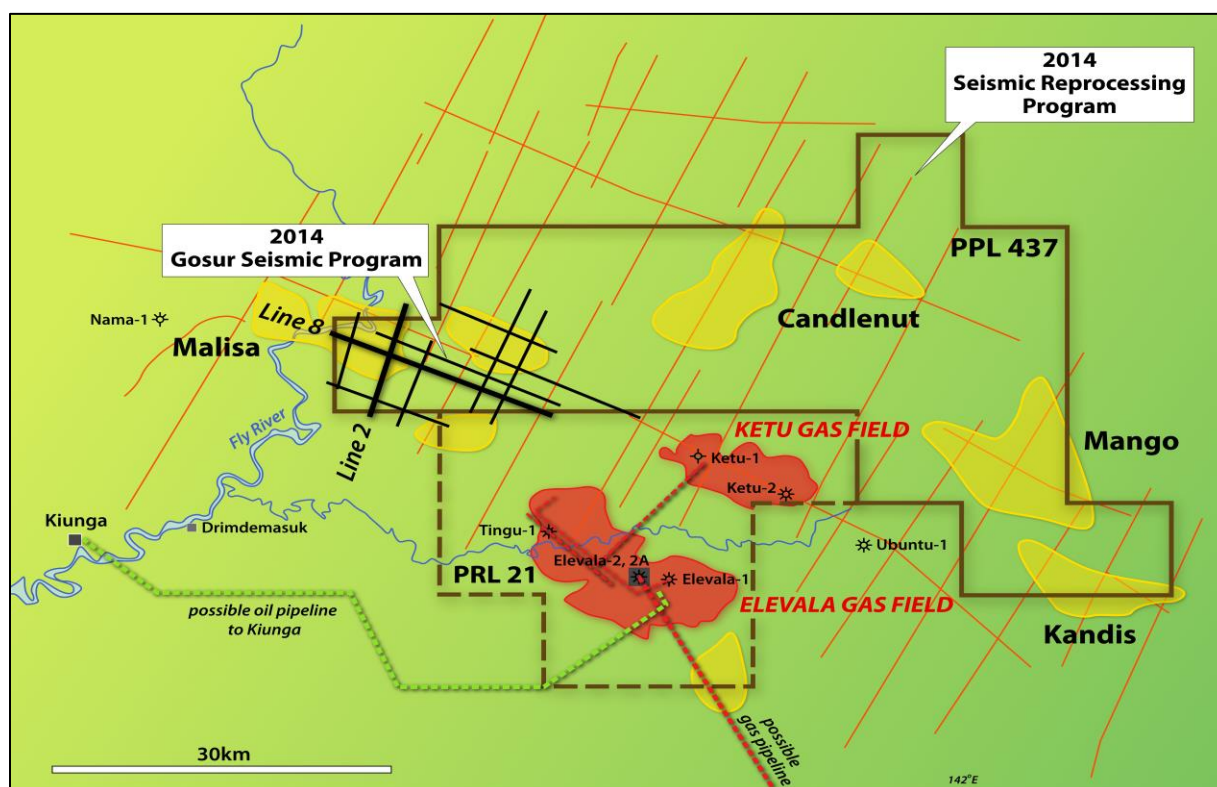 2014
Seismic Reprocessing
Program
2014
Gosur Seismic Program
PPL 437
Nama-1
Line 8
Malisa
Candlenut
Fly River
Line 2
KETU GAS FIELD
Ketu-1
Mango
Ketu-2
Kiunga
Drimdemasuk
Tingu-1
Ubuntu-1
Elevala-2, 2A
Elevala-1
PRL 21
ELEVALA GAS FIELD
possible oil pipeline
to Kiunga
Kandis
possible
gas pipeline
30km
142°E